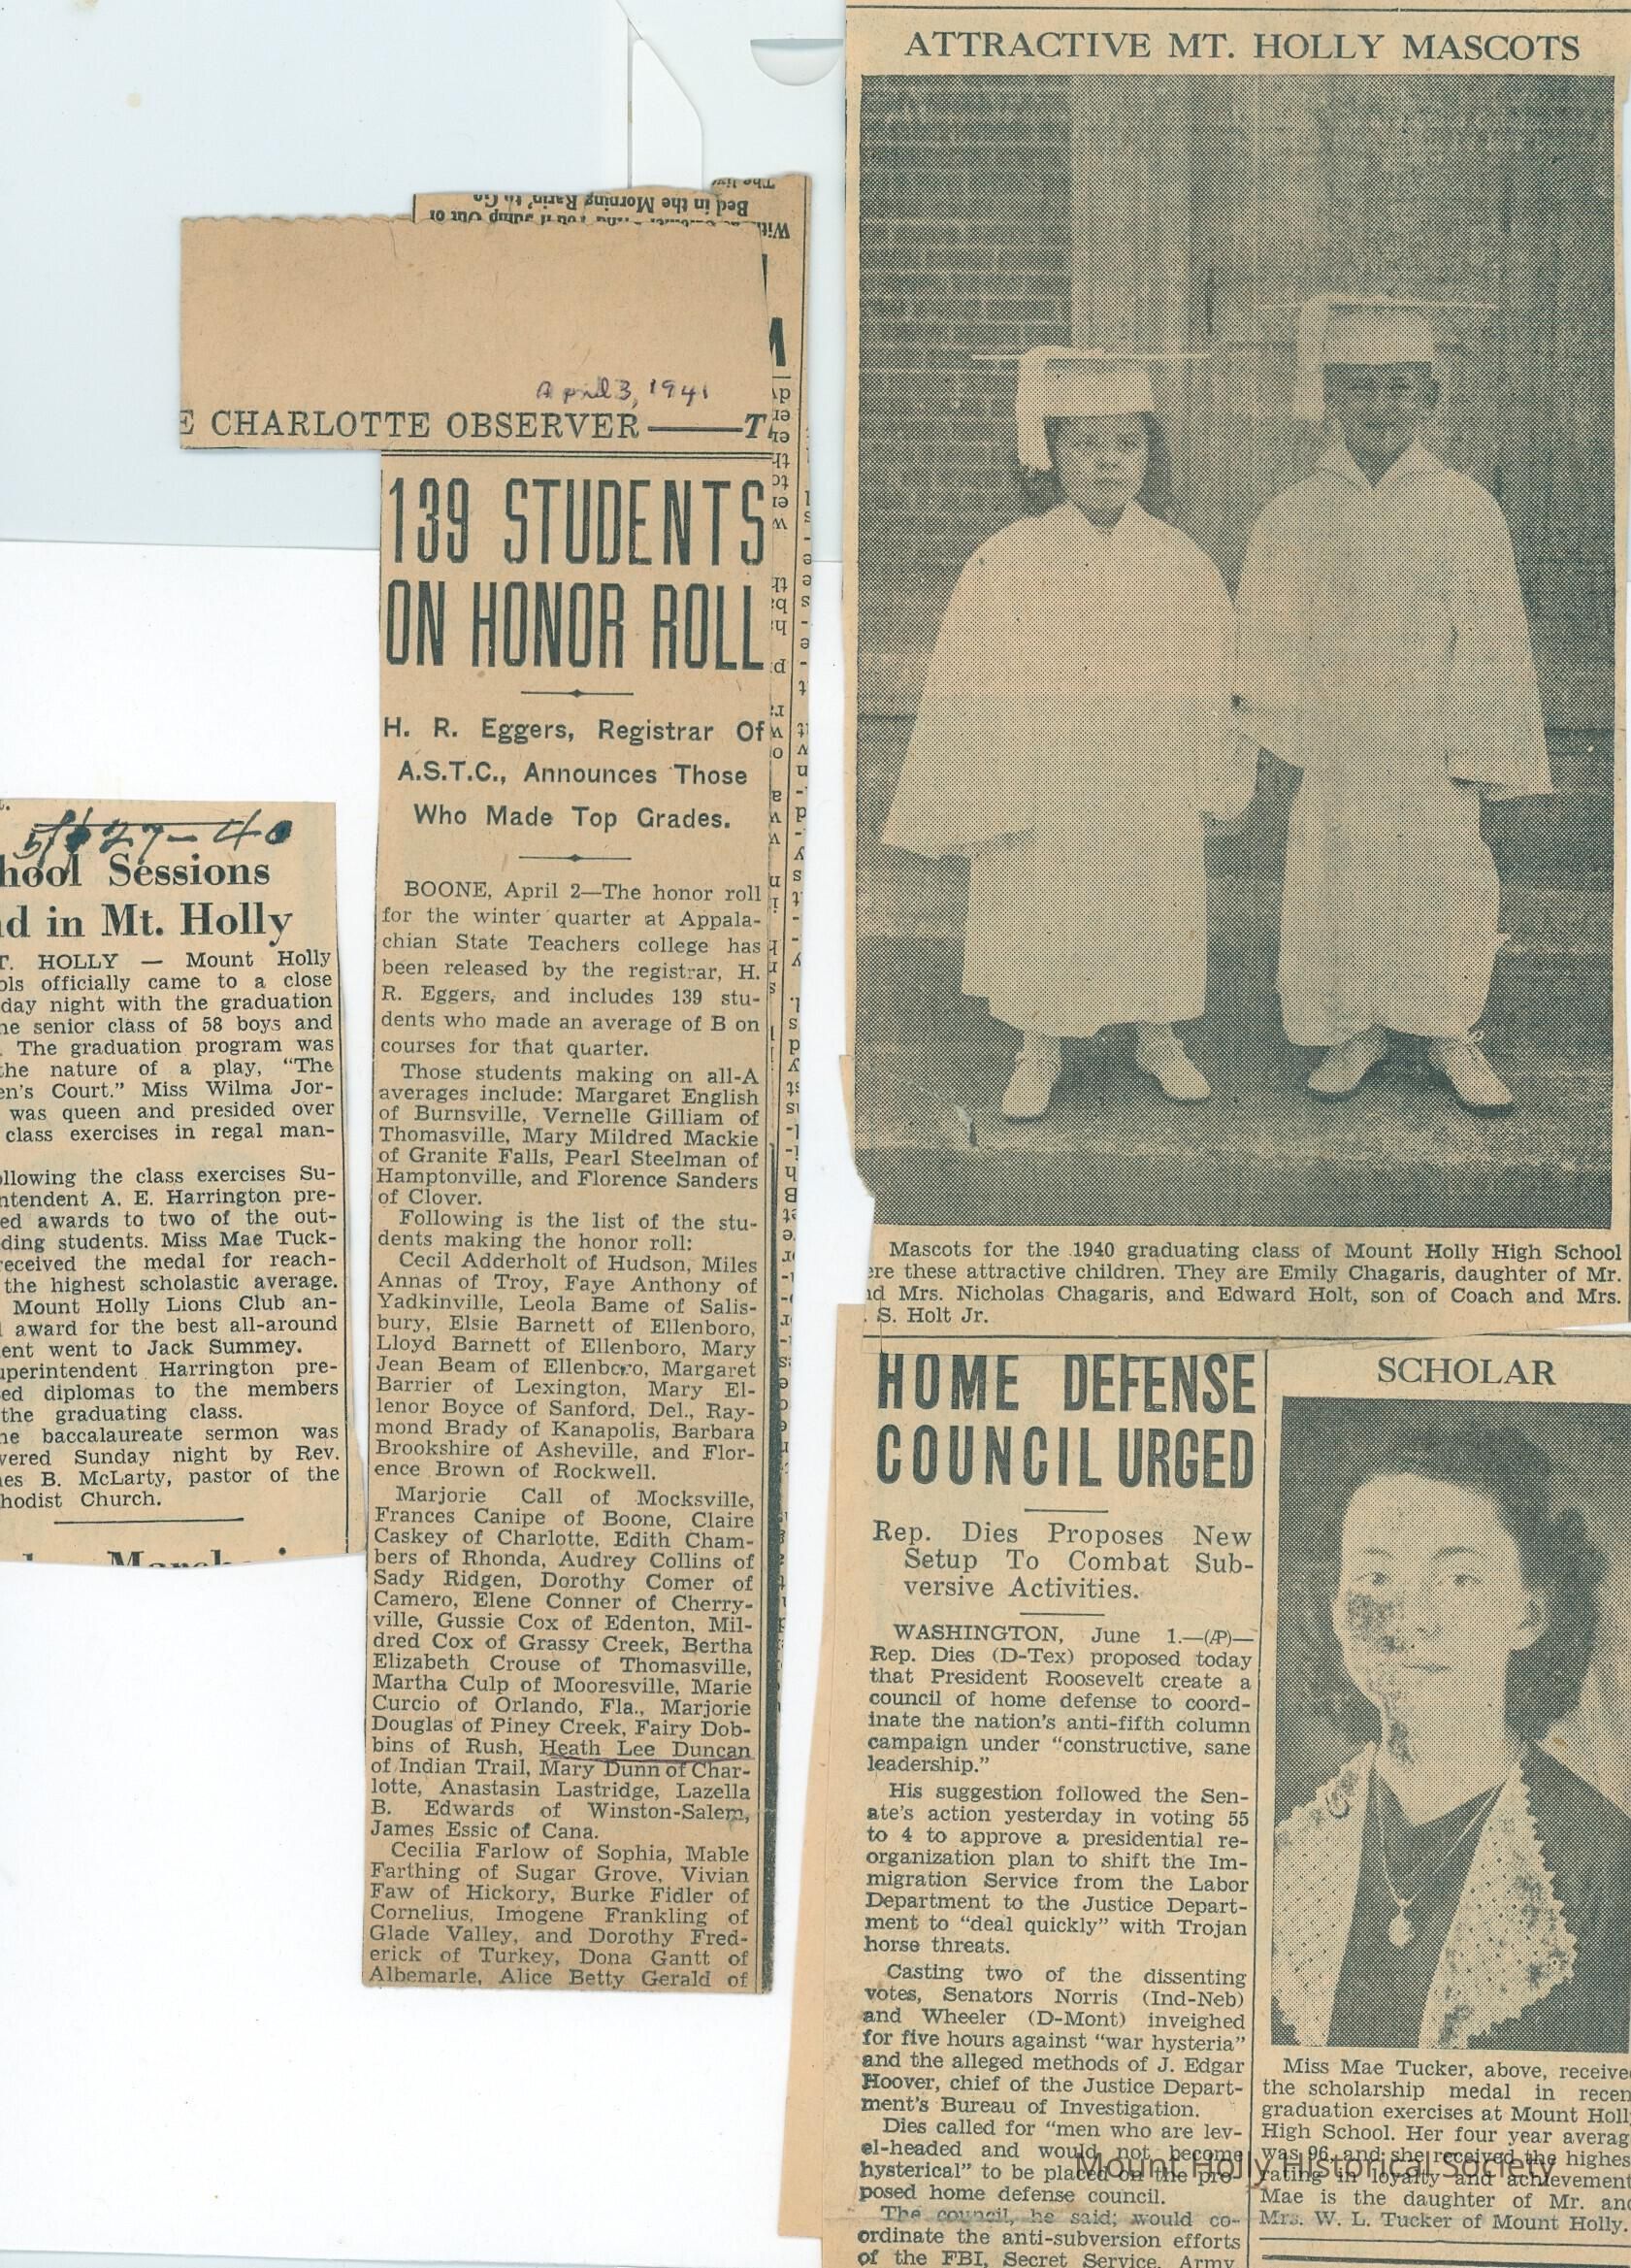 5/27-40
hool Sessions
nd in Mt. Holly
T. HOLLY — Mount Holly
ols officially came to a close
day night with the graduation
ne senior class of 58 boys and
. The graduation program was
the nature of a play, "The
en's Court." Miss Wilma Jor-
was queen and presided over
class exercises in regal man-
ollowing the class exercises Su-
ntendent A. E. Harrington pre-
ed awards to two of the out-
ding students. Miss Mae Tuck-
received the medal for reach-
the highest scholastic average.
Mount Holly Lions Club an-
l award for the best all-around
ent went to Jack Summey.
uperintendent Harrington pre-
ed diplomas to the members
the graduating class.
he baccalaureate sermon was
vered Sunday night by Rev.
nes B. McLarty, pastor of the
hodist Church.
Bed in the Morning Rarin' to Go
April 3, 1941
E CHARLOTTE OBSERVER — T
139 STUDENTS
ON HONOR ROLL
H. R. Eggers, Registrar Of
A.S.T.C., Announces Those
Who Made Top Grades.
BOONE, April 2—The honor roll
for the winter quarter at Appala-
chian State Teachers college has
been released by the registrar, H.
R. Eggers, and includes 139 stu-
dents who made an average of B on
courses for that quarter.
Those students making on all-A
averages include: Margaret English
of Burnsville, Vernelle Gilliam of
Thomasville, Mary Mildred Mackie
of Granite Falls, Pearl Steelman of
Hamptonville, and Florence Sanders
of Clover.
Following is the list of the stu-
dents making the honor roll:
Cecil Adderholt of Hudson, Miles
Annas of Troy, Faye Anthony of
Yadkinville, Leola Bame of Salis-
bury, Elsie Barnett of Ellenboro,
Lloyd Barnett of Ellenboro, Mary
Jean Beam of Ellenboro, Margaret
Barrier of Lexington, Mary El-
lenor Boyce of Sanford, Del., Ray-
mond Brady of Kanapolis, Barbara
Brookshire of Asheville, and Flor-
ence Brown of Rockwell.
Marjorie Call of Mocksville,
Frances Canipe of Boone, Claire
Caskey of Charlotte, Edith Cham-
bers of Rhonda, Audrey Collins of
Sady Ridgen, Dorothy Comer of
Camero, Elene Conner of Cherry-
ville, Gussie Cox of Edenton, Mil-
dred Cox of Grassy Creek, Bertha
Elizabeth Crouse of Thomasville,
Martha Culp of Mooresville, Marie
Curcio of Orlando, Fla., Marjorie
Douglas of Piney Creek, Fairy Dob-
bins of Rush, Heath Lee Duncan
of Indian Trail, Mary Dunn of Char-
lotte, Anastasin Lastridge, Lazella
B. Edwards of Winston-Salem,
James Essic of Cana.
Cecilia Farlow of Sophia, Mable
Farthing of Sugar Grove, Vivian
Faw of Hickory, Burke Fidler of
Cornelius, Imogene Frankling of
Glade Valley, and Dorothy Fred-
erick of Turkey, Dona Gantt of
Albemarle, Alice Betty Gerald of
ATTRACTIVE MT. HOLLY MASCOTS
Mascots for the 1940 graduating class of Mount Holly High School
ere these attractive children. They are Emily Chagaris, daughter of Mr.
nd Mrs. Nicholas Chagaris, and Edward Holt, son of Coach and Mrs.
. S. Holt Jr.
HOME DEFENSE
COUNCIL URGED
Rep. Dies Proposes New
Setup To Combat Sub-
versive Activities.
WASHINGTON, June 1.—(AP)—
Rep. Dies (D-Tex) proposed today
that President Roosevelt create a
council of home defense to coord-
inate the nation's anti-fifth column
campaign under "constructive, sane
leadership."
His suggestion followed the Sen-
ate's action yesterday in voting 55
to 4 to approve a presidential re-
organization plan to shift the Im-
migration Service from the Labor
Department to the Justice Depart-
ment to "deal quickly" with Trojan
horse threats.
Casting two of the dissenting
votes, Senators Norris (Ind-Neb)
and Wheeler (D-Mont) inveighed
for five hours against "war hysteria"
and the alleged methods of J. Edgar
Hoover, chief of the Justice Depart-
ment's Bureau of Investigation.
Dies called for "men who are lev-
el-headed and would not become
hysterical" to be placed on the pro-
posed home defense council.
The council, he said; would co-
ordinate the anti-subversion efforts
of the FBI, Secret Service, Army
SCHOLAR
Miss Mae Tucker, above, receive
the scholarship medal in recen
graduation exercises at Mount Holl
High School. Her four year averag
was 96, and she received the highes
rating in loyalty and achievement
Mae is the daughter of Mr. and
Mrs. W. L. Tucker of Mount Holly.
Mount Holly Historical Society